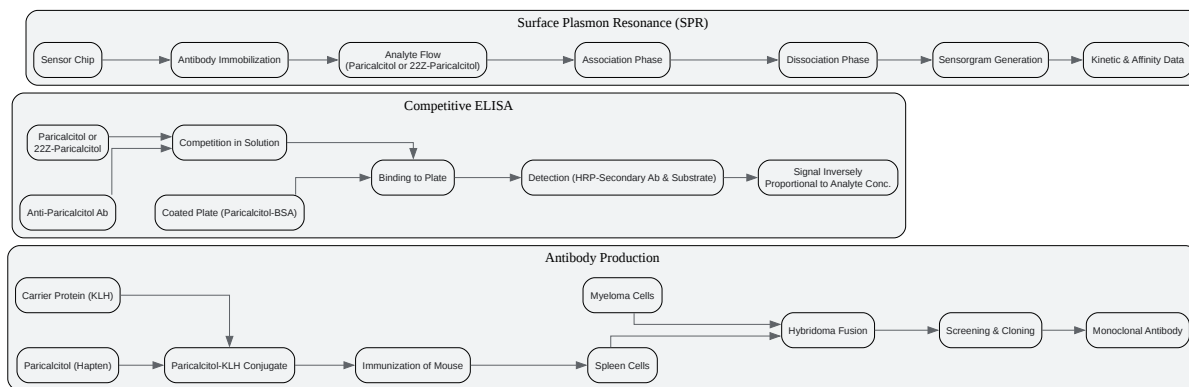 Surface Plasmon Resonance (SPR)
Sensor Chip
Antibody Immobilization
Analyte Flow
(Paricalcitol or 22Z-Paricalcitol)
Association Phase
Dissociation Phase
Sensorgram Generation
Kinetic & Affinity Data
Competitive ELISA
Paricalcitol or
22Z-Paricalcitol
Competition in Solution
Binding to Plate
Detection (HRP-Secondary Ab & Substrate)
Signal Inversely
Proportional to Analyte Conc.
Anti-Paricalcitol Ab
Coated Plate (Paricalcitol-BSA)
Antibody Production
Carrier Protein (KLH)
Myeloma Cells
Hybridoma Fusion
Screening & Cloning
Monoclonal Antibody
Paricalcitol (Hapten)
Paricalcitol-KLH Conjugate
Immunization of Mouse
Spleen Cells